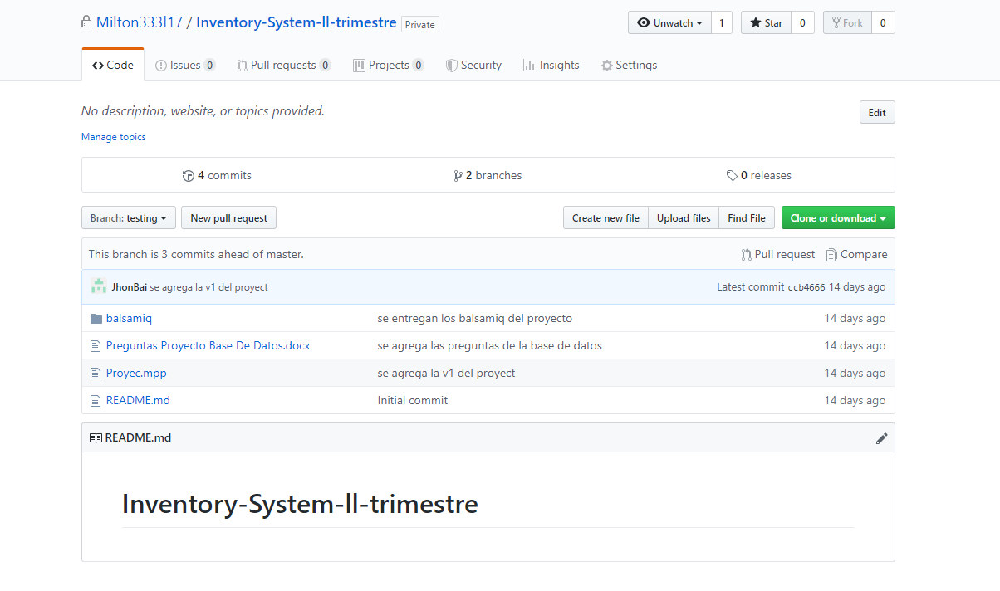 Milton333l17 / Inventory-System-ll-trimestre Private Unwatch 1 Star 0 Fork 0
Code Issues 0 Pull requests 0 Projects 0 Security Insights Settings
No description, website, or topics provided. Edit
Manage topics
4 commits 2 branches 0 releases
Branch: testing New pull request Create new file Upload files Find File Clone or download
This branch is 3 commits ahead of master. Pull request Compare
JhonBai se agrega la v1 del proyect Latest commit ccb4666 14 days ago
balsamiq se entregan los balsamiq del proyecto 14 days ago
Preguntas Proyecto Base De Datos.docx se agrega las preguntas de la base de datos 14 days ago
Proyec.mpp se agrega la v1 del proyect 14 days ago
README.md Initial commit 14 days ago
README.md
Inventory-System-ll-trimestre